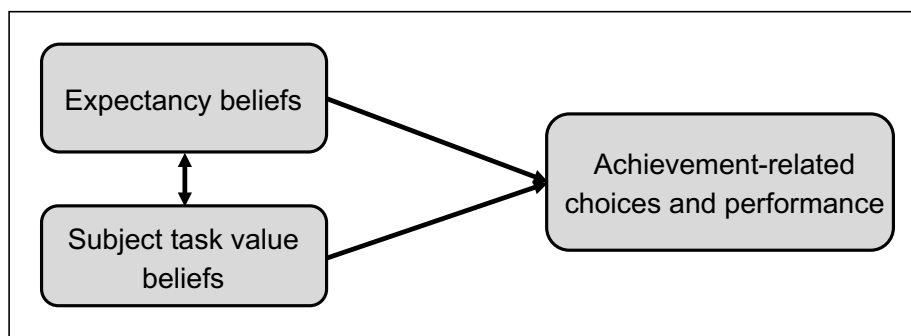 Expectancy beliefs
Subject task value
beliefs
Achievement-related
choices and performance